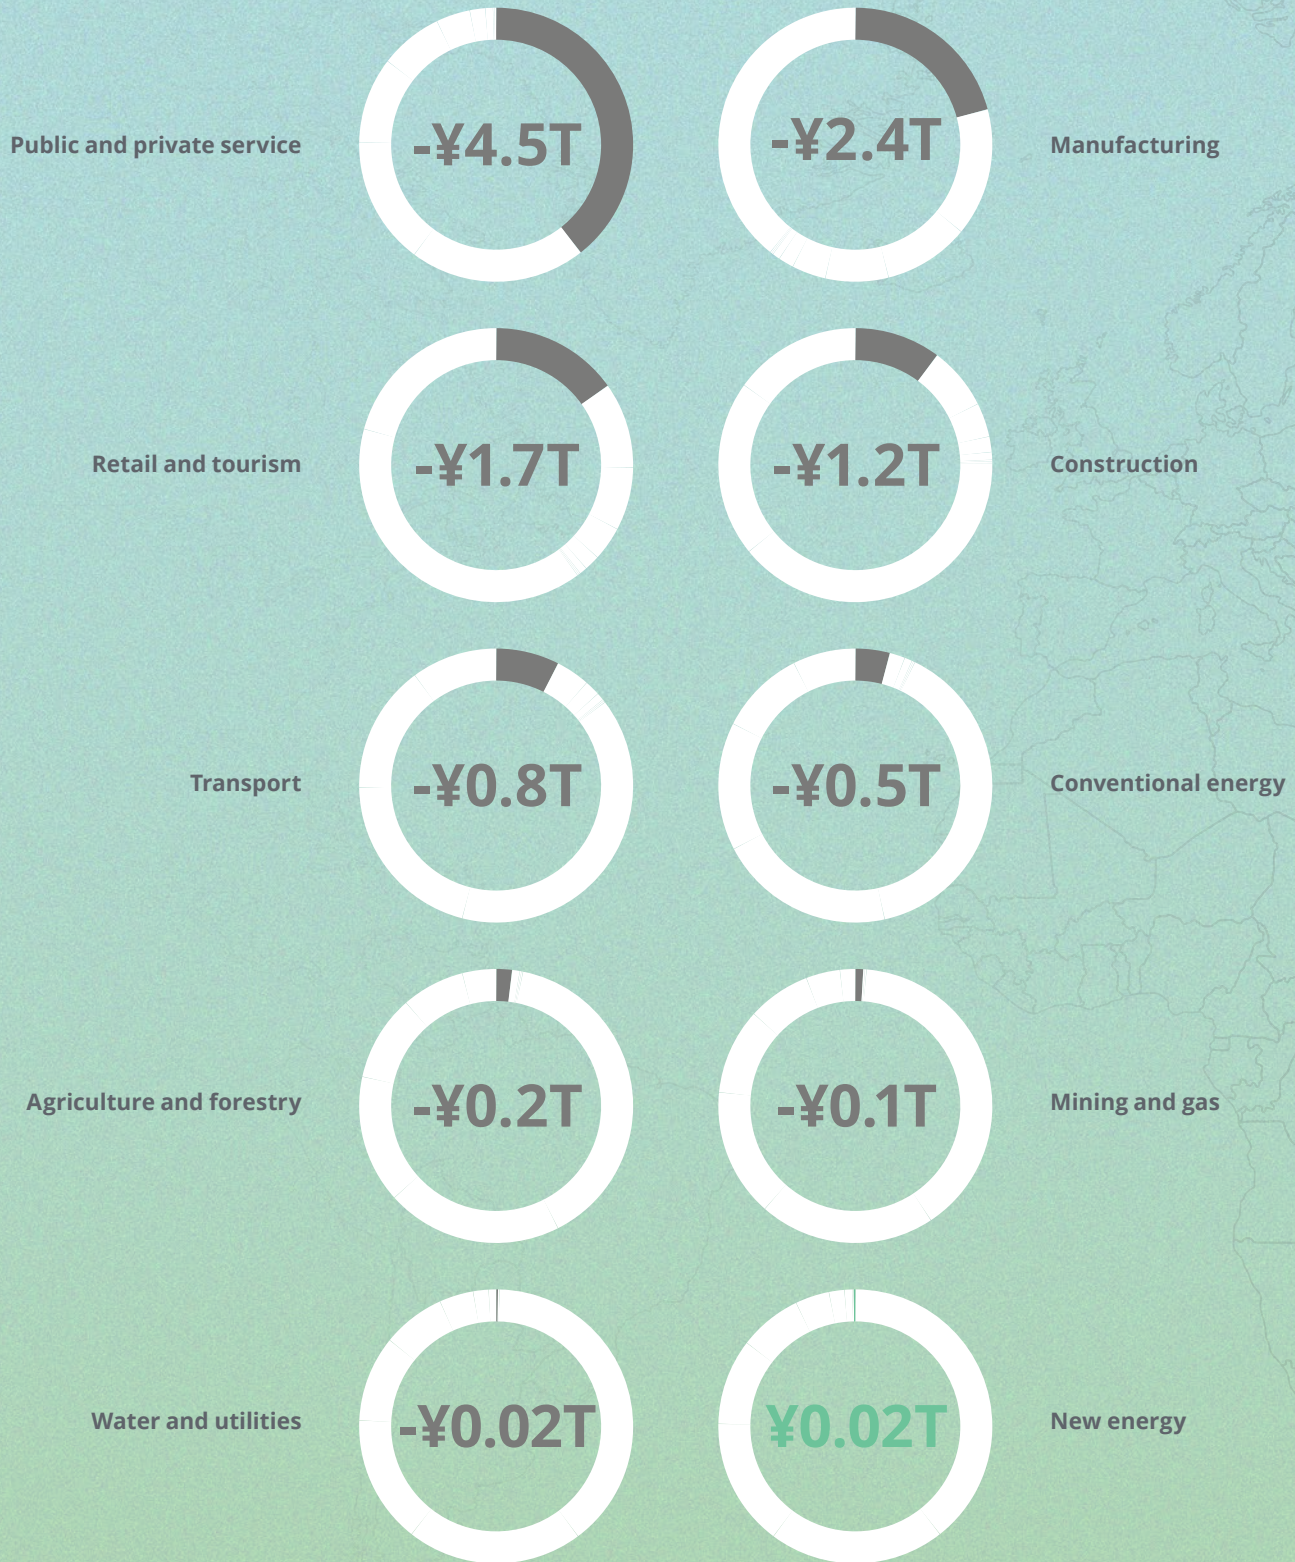 Public and private service
-¥4.5T
-¥2.4T
Manufacturing
Retail and tourism
-¥1.7T
-¥1.2T
Construction
Transport
-¥0.8T
-¥0.5T
Conventional energy
Agriculture and forestry
-¥0.2T
-¥0.1T
Mining and gas
Water and utilities
-¥0.02T
¥0.02T
New energy